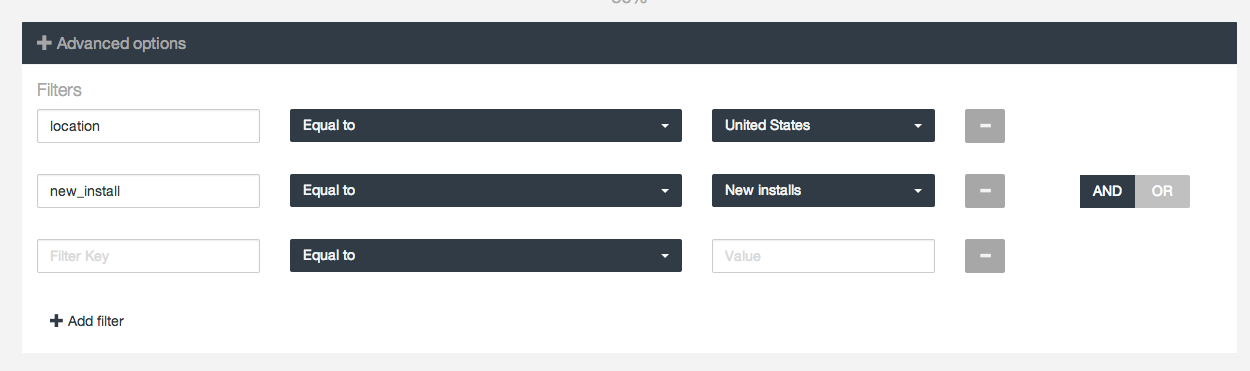 Advanced options
Filters
location Equal to United States
new_install Equal to New installs AND OR
Filter Key Equal to Value
Add filter